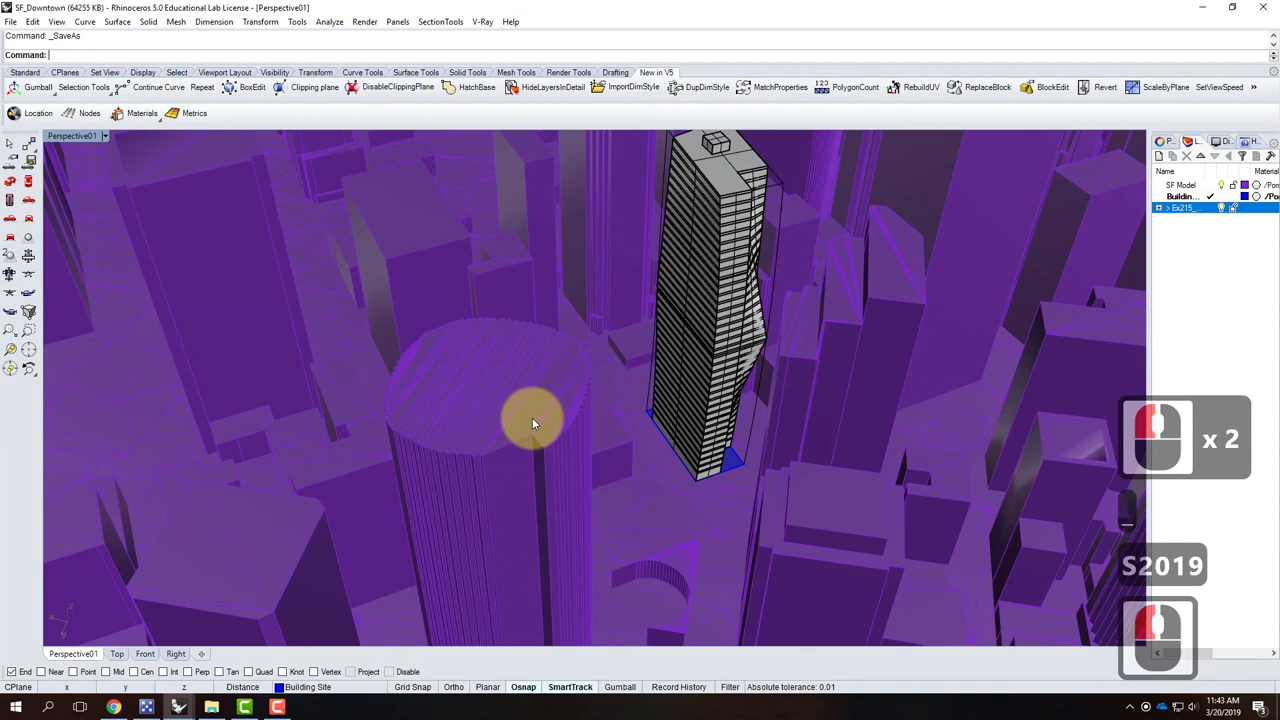 SF_Downtown (64255 KB) - Rhinoceros 5.0 Educational Lab License - [Perspective01]
File Edit View Curve Surface Solid Mesh Dimension Transform Tools Analyze Render Panels SectionTools V-Ray Help
Command: _SaveAs
Command:
Standard CPlanes Set View Display Select Viewport Layout Visibility Transform Curve Tools Surface Tools Solid Tools Mesh Tools Render Tools Drafting New in V5
Gumball Selection Tools Continue Curve Repeat BoxEdit Clipping plane DisableClippingPlane HatchBase HideLayersInDetail ImportDimStyle DupDimStyle MatchProperties PolygonCount RebuildUV ReplaceBlock BlockEdit Revert ScaleByPlane SetViewSpeed »
Location Nodes Materials Metrics
Perspective01
P... L... Di... H...
Name Material
SF Model /Por
Buildin... ✓ /Po
> Ex215_...
x 2
_
S2019
z
x
y
Perspective01 Top Front Right
End Near Point Mid Cen Int Perp Tan Quad Knot Vertex Project Disable
CPlane x y z Distance Building Site Grid Snap Ortho Planar Osnap SmartTrack Gumball Record History Filter Absolute tolerance: 0.01
11:43 AM
3/20/2019